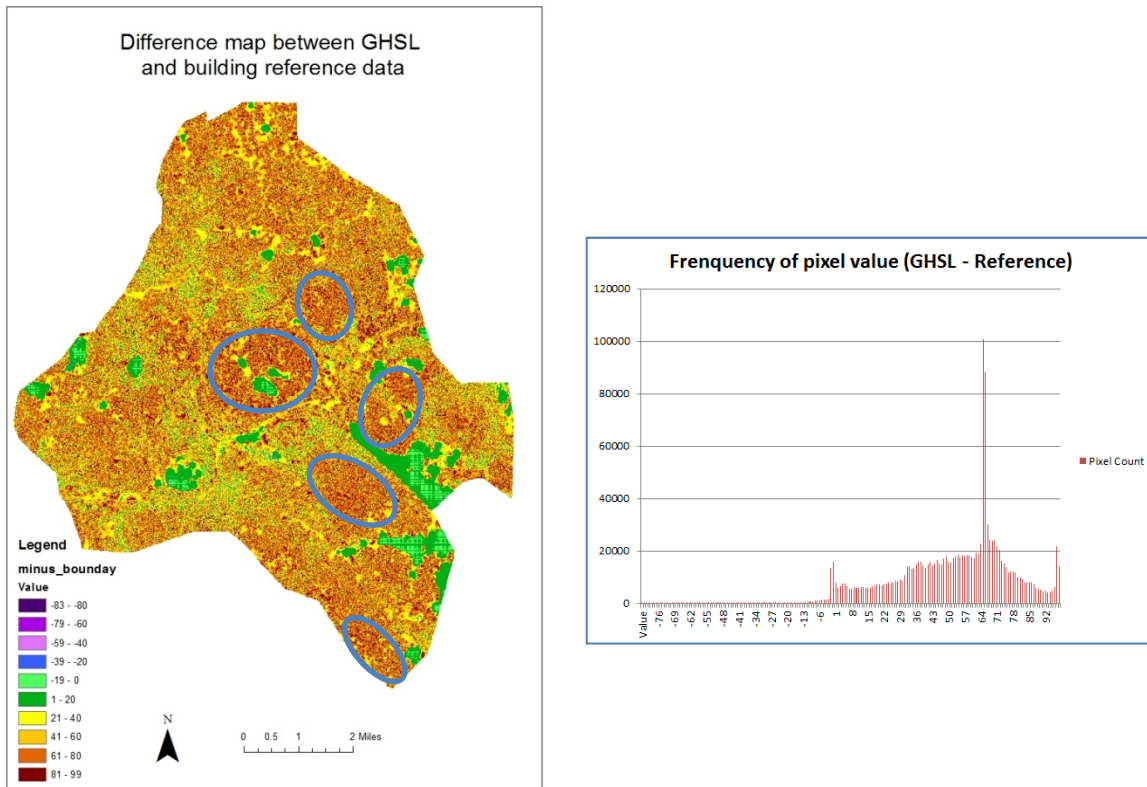 Difference map between GHSL
and building reference data
Legend
minus_bounday
Value
-83 - -80
-79 - -60
-59 - -40
-39 - -20
-19 - 0
1 - 20
21 - 40
41 - 60
61 - 80
81 - 99
N
0 0.5 1 2 Miles
Frenquency of pixel value (GHSL - Reference)
120000
100000
80000
60000
40000
20000
0
Value -76 -69 -62 -55 -48 -41 -34 -27 -20 -13 -6 1 8 15 22 29 36 43 50 57 64 71 78 85 92
Pixel Count